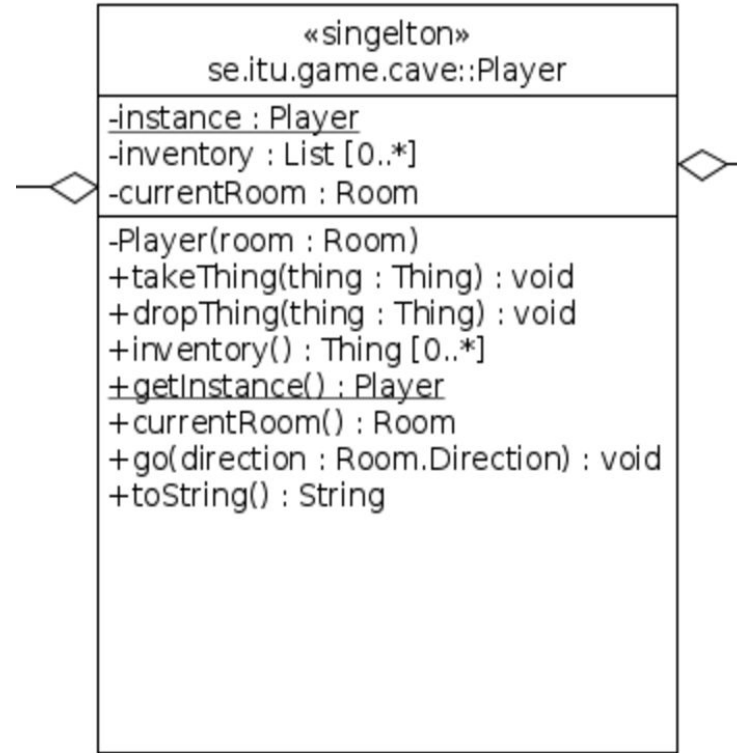 «singelton»
se.itu.game.cave::Player
-instance : Player
-inventory : List [0..*]
-currentRoom : Room
-Player(room : Room)
+takeThing(thing : Thing) : void
+dropThing(thing : Thing) : void
+inventory() : Thing [0..*]
+getInstance() : Player
+currentRoom() : Room
+go(direction : Room.Direction) : void
+toString() : String